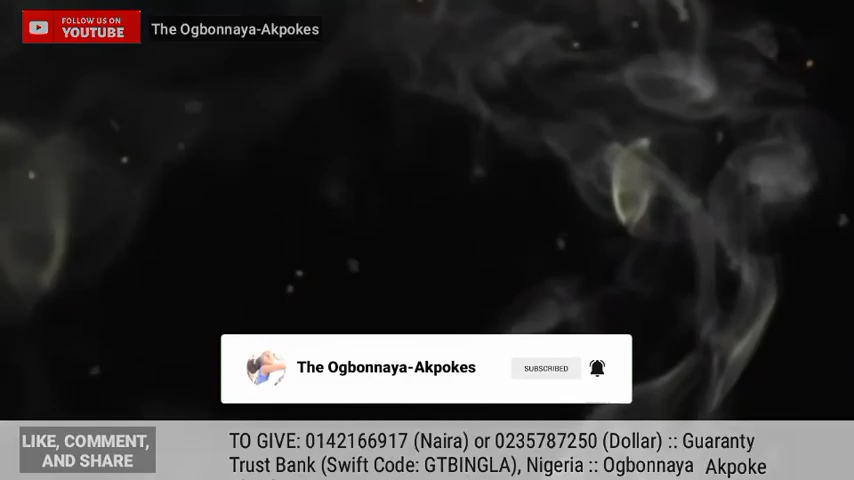 FOLLOW US ON
YOUTUBE
The Ogbonnaya-Akpokes
The Ogbonnaya-Akpokes
SUBSCRIBED
LIKE, COMMENT,
AND SHARE
TO GIVE: 0142166917 (Naira) or 0235787250 (Dollar) :: Guaranty
Trust Bank (Swift Code: GTBINGLA), Nigeria :: Ogbonnaya Akpoke